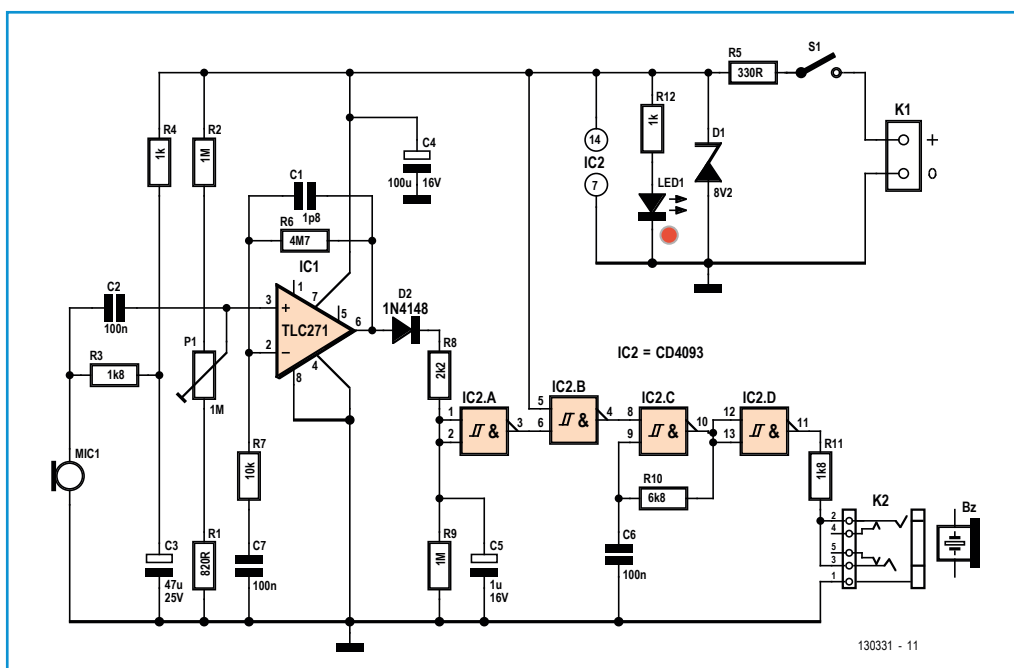 S1
R5
330R
K1
+
0
R12
1k
D1
8V2
14
IC2
7
LED1
R4
1k
R2
1M
C4
100u
16V
C1
1p8
R6
4M7
IC1
1
7
5
3
+
TLC271
6
2
−
4
8
C2
100n
D2
1N4148
R3
1k8
P1
1M
R8
2k2
IC2 = CD4093
IC2.A
1
2
&
3
IC2.B
5
6
&
4
IC2.C
8
9
&
10
IC2.D
12
13
&
11
R11
1k8
R10
6k8
MIC1
R7
10k
K2
2
4
5
3
1
Bz
C3
47u
25V
R1
820R
C7
100n
R9
1M
C5
1u
16V
C6
100n
130331 - 11